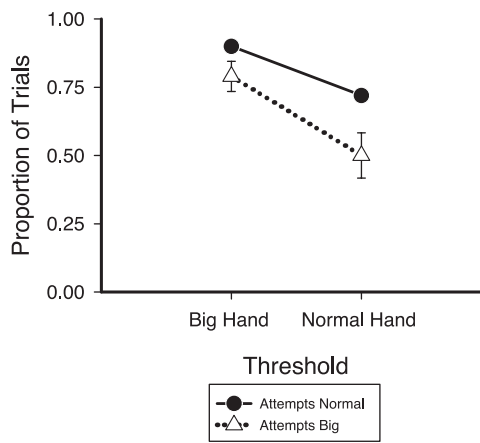 1.00
0.75
0.50
0.25
0.00
Proportion of Trials
Big Hand Normal Hand
Threshold
Attempts Normal
Attempts Big